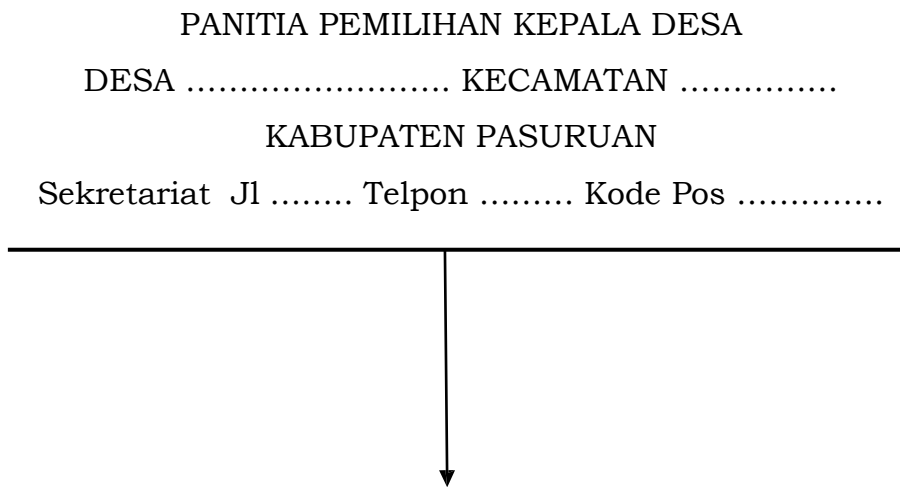 PANITIA PEMILIHAN KEPALA DESA
DESA ......................... KECAMATAN ...............
KABUPATEN PASURUAN
Sekretariat Jl ........ Telpon ......... Kode Pos ..............